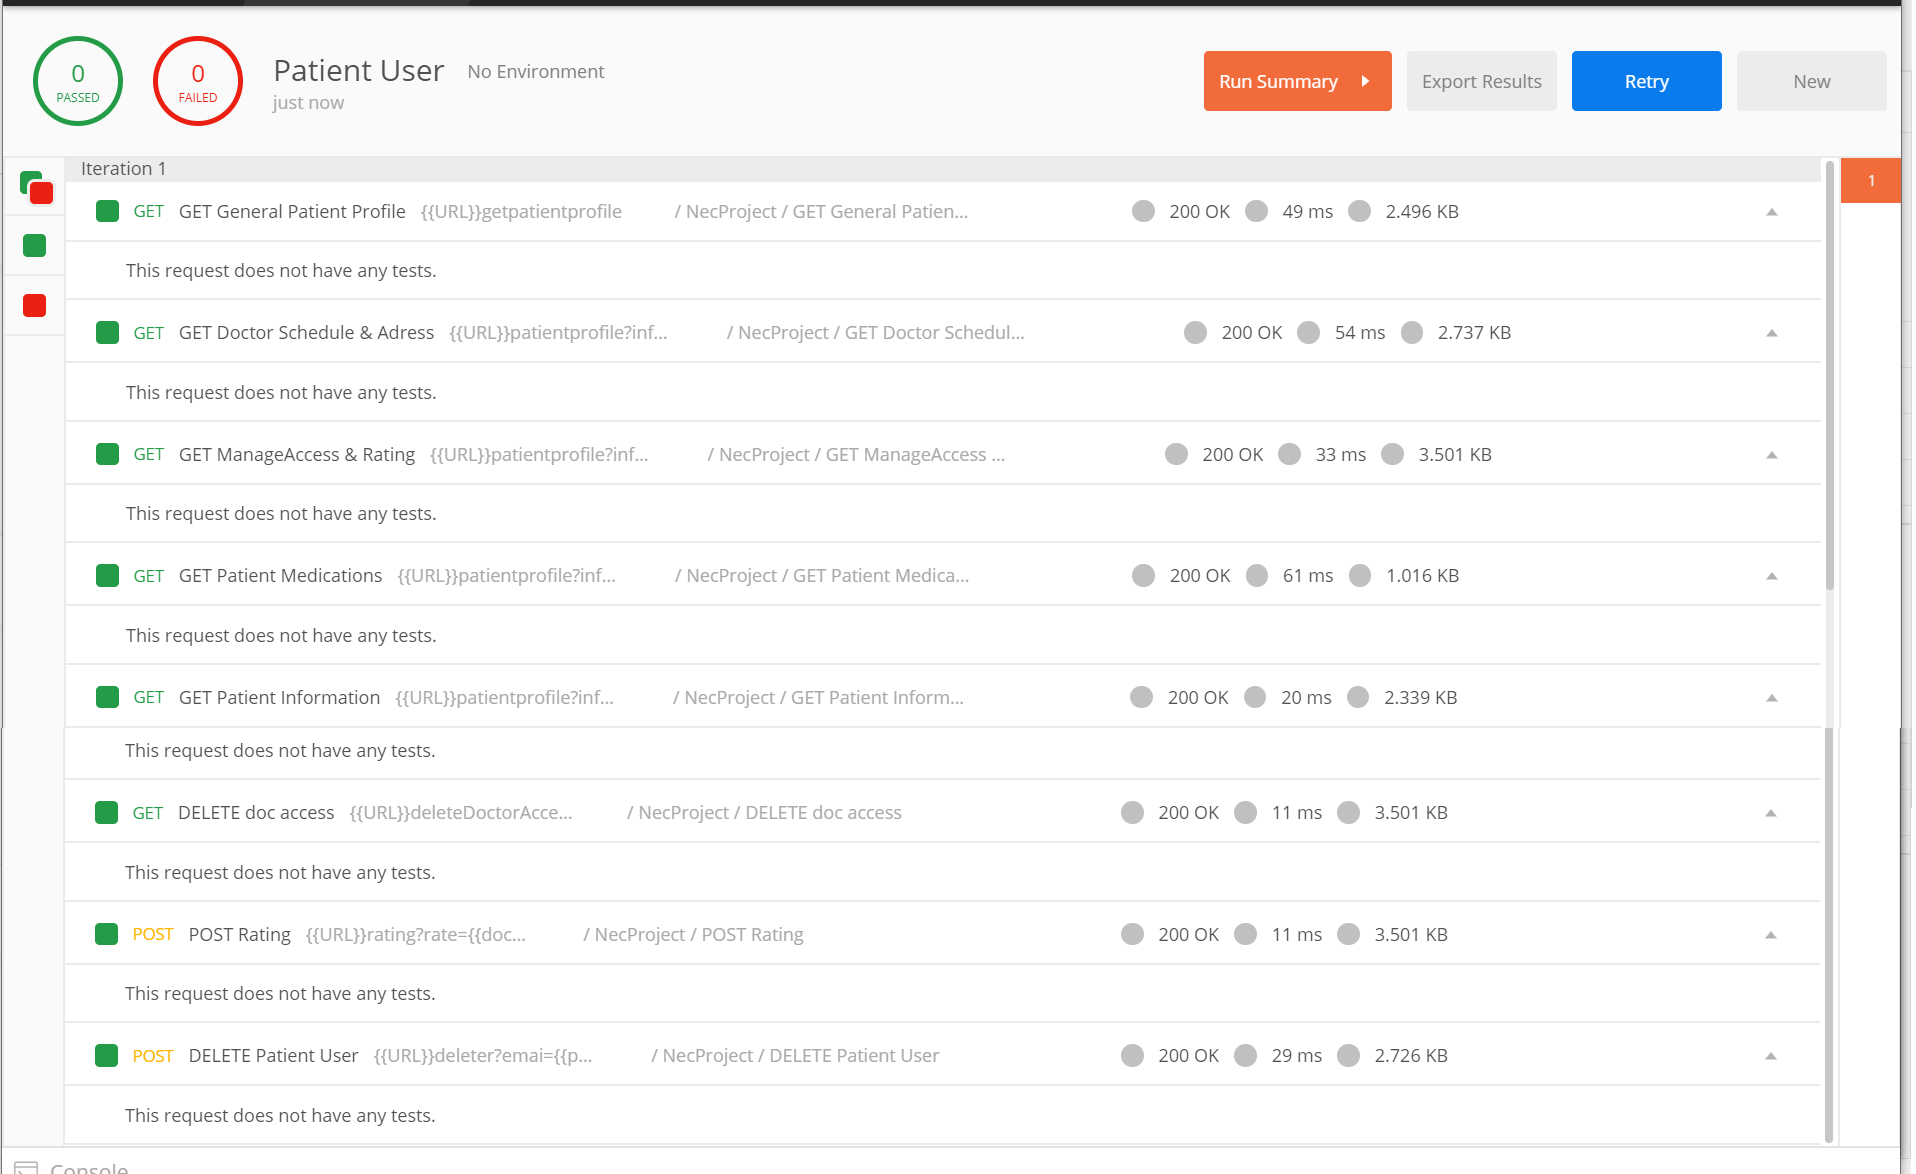 0
PASSED
0
FAILED
Patient User No Environment
just now
Run Summary
Export Results
Retry
New
Iteration 1
1
GET GET General Patient Profile {{URL}}getpatientprofile / NecProject / GET General Patien... 200 OK 49 ms 2.496 KB
This request does not have any tests.
GET GET Doctor Schedule & Adress {{URL}}patientprofile?inf... / NecProject / GET Doctor Schedul... 200 OK 54 ms 2.737 KB
This request does not have any tests.
GET GET ManageAccess & Rating {{URL}}patientprofile?inf... / NecProject / GET ManageAccess ... 200 OK 33 ms 3.501 KB
This request does not have any tests.
GET GET Patient Medications {{URL}}patientprofile?inf... / NecProject / GET Patient Medica... 200 OK 61 ms 1.016 KB
This request does not have any tests.
GET GET Patient Information {{URL}}patientprofile?inf... / NecProject / GET Patient Inform... 200 OK 20 ms 2.339 KB
This request does not have any tests.
GET DELETE doc access {{URL}}deleteDoctorAcce... / NecProject / DELETE doc access 200 OK 11 ms 3.501 KB
This request does not have any tests.
POST POST Rating {{URL}}rating?rate={{doc... / NecProject / POST Rating 200 OK 11 ms 3.501 KB
This request does not have any tests.
POST DELETE Patient User {{URL}}deleter?emai={{p... / NecProject / DELETE Patient User 200 OK 29 ms 2.726 KB
This request does not have any tests.
Console